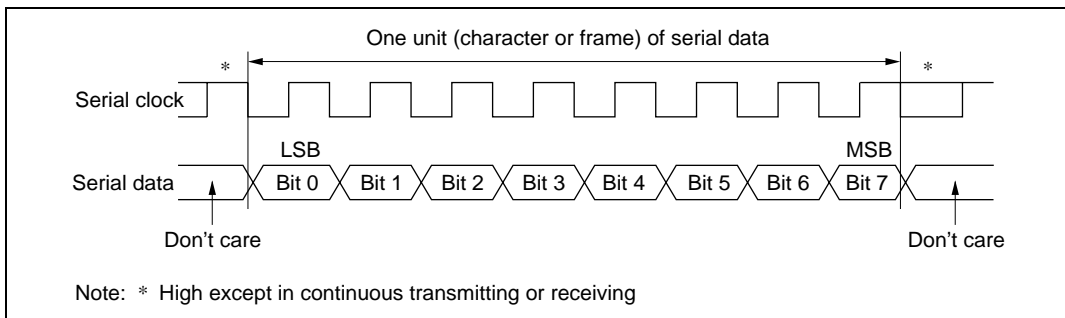 One unit (character or frame) of serial data
* *
Serial clock
LSB MSB
Serial data Bit 0 Bit 1 Bit 2 Bit 3 Bit 4 Bit 5 Bit 6 Bit 7
Don't care Don't care
Note: * High except in continuous transmitting or receiving